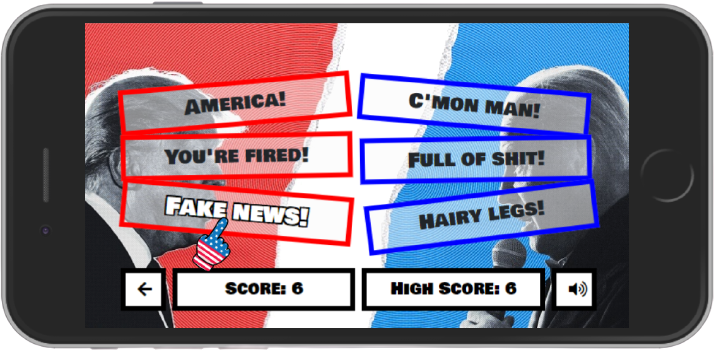 AMERICA!
C'MON MAN!
YOU'RE FIRED!
FULL OF SHIT!
FAKE NEWS!
HAIRY LEGS!
SCORE: 6
HIGH SCORE: 6